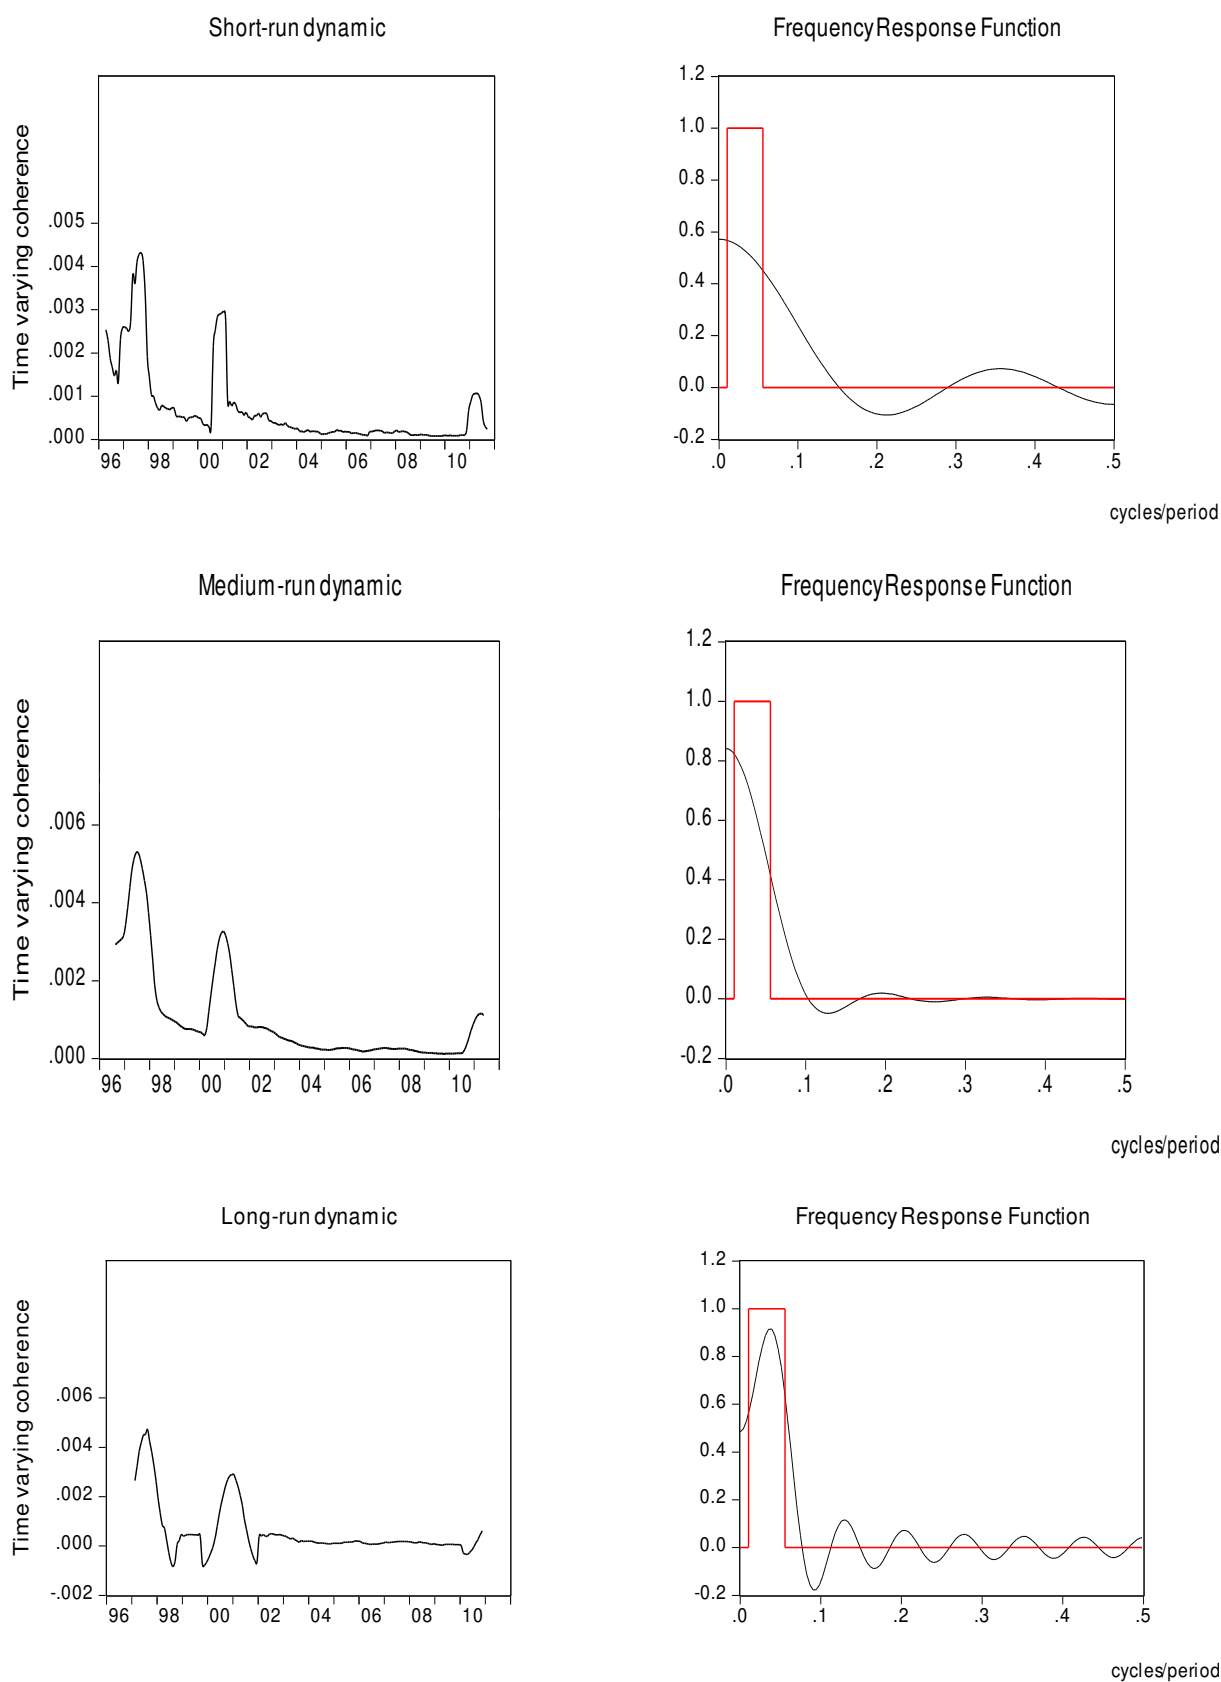 Short-run dynamic
Frequency Response Function
Time varying coherence
.005
.004
.003
.002
.001
.000
96 98 00 02 04 06 08 10
1.2
1.0
0.8
0.6
0.4
0.2
0.0
-0.2
.0 .1 .2 .3 .4 .5
cycles/period
Medium-run dynamic
Frequency Response Function
Time varying coherence
.006
.004
.002
.000
96 98 00 02 04 06 08 10
1.2
1.0
0.8
0.6
0.4
0.2
0.0
-0.2
.0 .1 .2 .3 .4 .5
cycles/period
Long-run dynamic
Frequency Response Function
Time varying coherence
.006
.004
.002
.000
-.002
96 98 00 02 04 06 08 10
1.2
1.0
0.8
0.6
0.4
0.2
0.0
-0.2
.0 .1 .2 .3 .4 .5
cycles/period